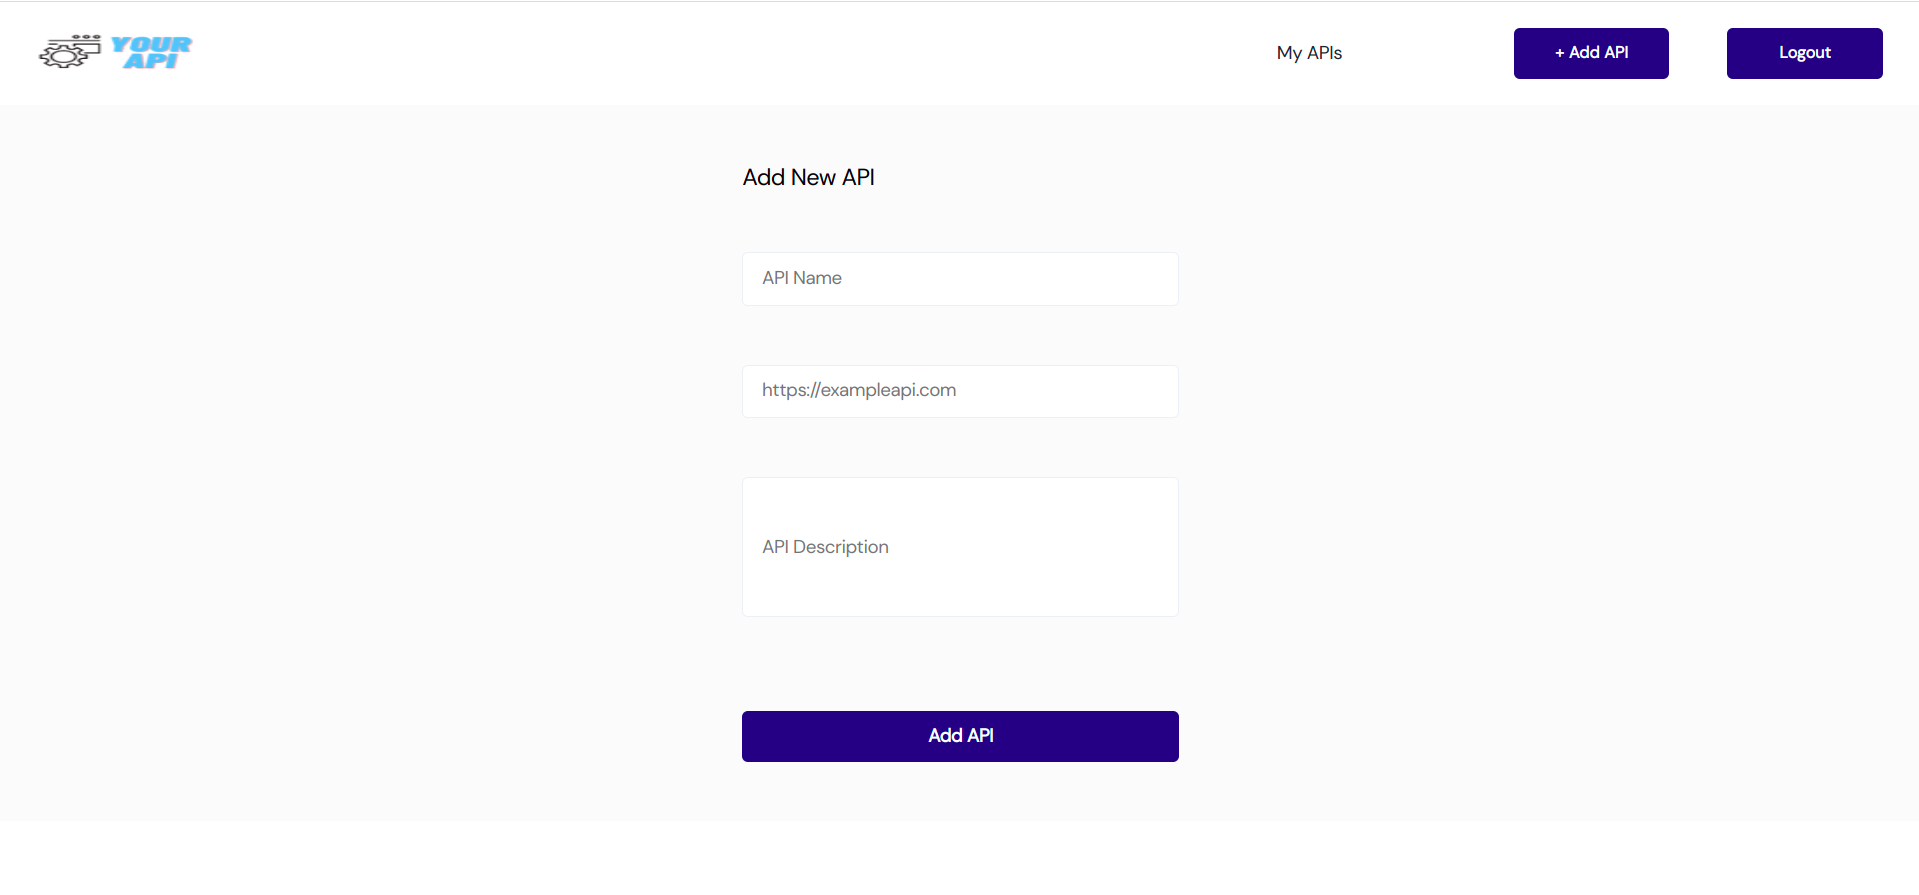 YOUR
API
My APIs
+ Add API
Logout
Add New API
API Name
https://exampleapi.com
API Description
Add API